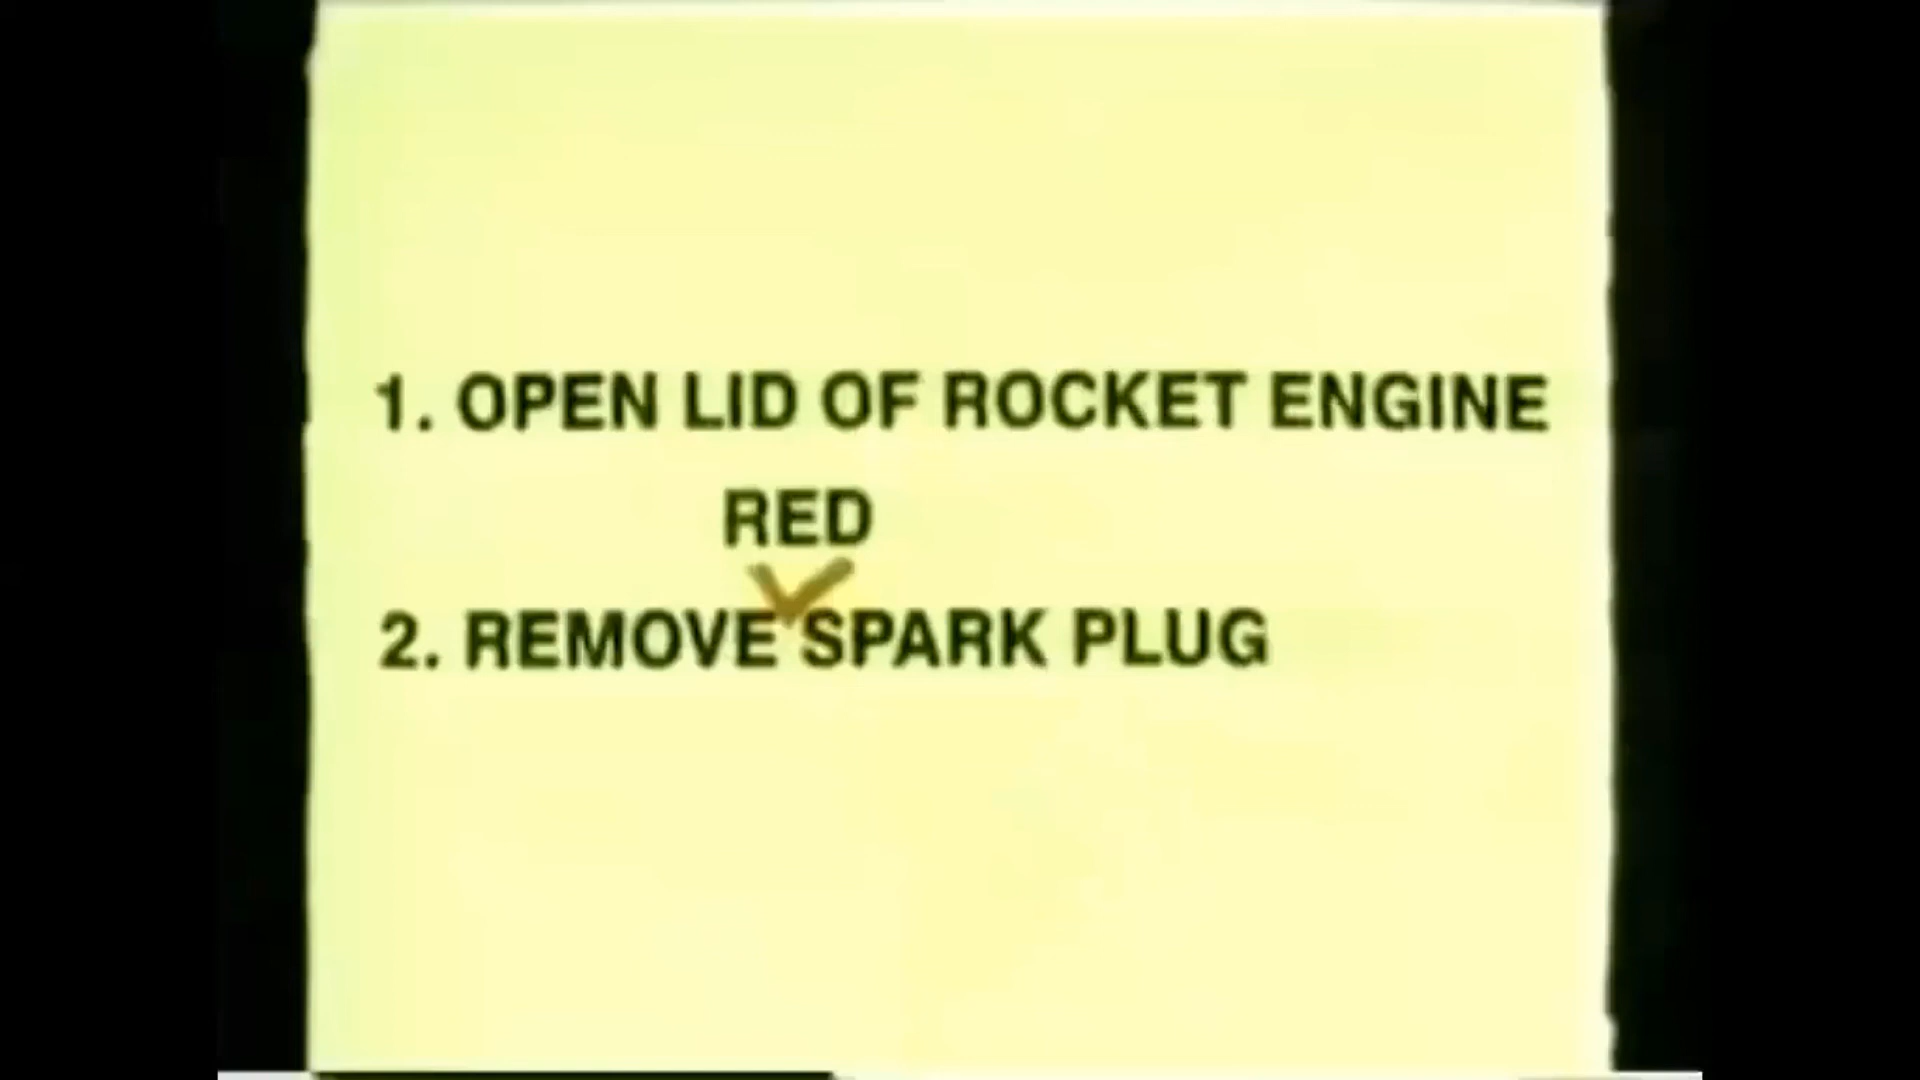 1. OPEN LID OF ROCKET ENGINE
RED
2. REMOVE SPARK PLUG